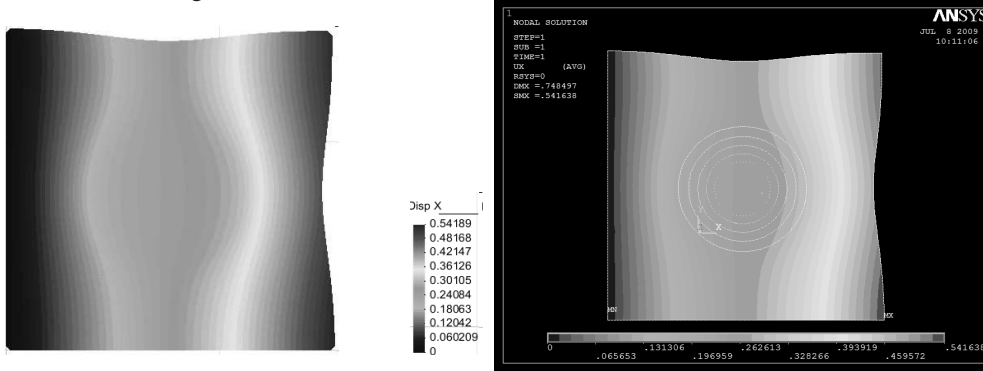 Disp X
0.54189
0.48168
0.42147
0.36126
0.30105
0.24084
0.18063
0.12042
0.060209
0
1
NODAL SOLUTION
STEP=1
SUB =1
TIME=1
UX (AVG)
RSYS=0
DMX =.748497
SMX =.541638
ANSYS
JUL 8 2009
10:11:06
X
MN
MX
0 .131306 .262613 .393919 .541638
.065653 .196959 .328266 .459572